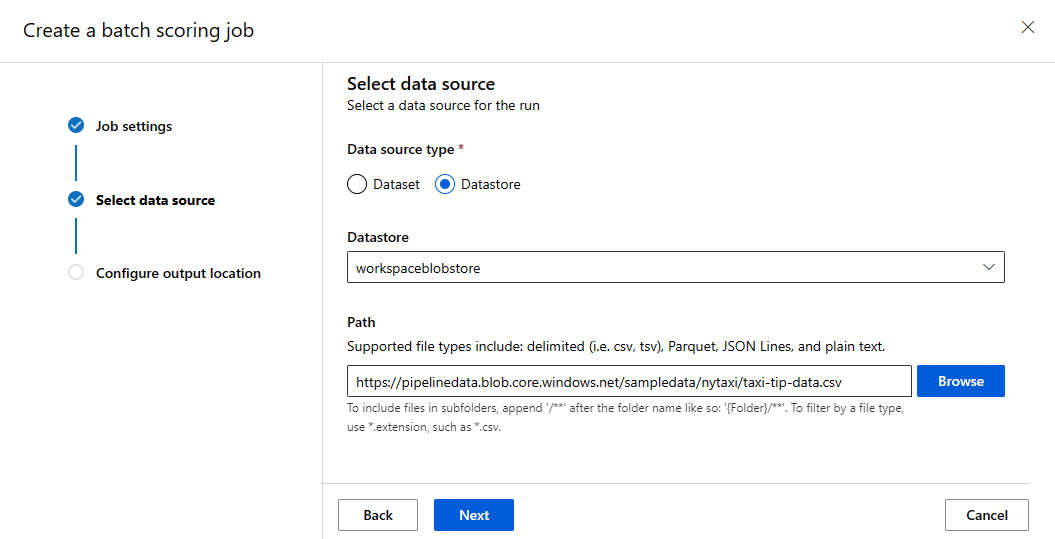 Create a batch scoring job
Job settings
Select data source
Configure output location
Select data source
Select a data source for the run
Data source type *
Dataset
Datastore
Datastore
workspaceblobstore
Path
Supported file types include: delimited (i.e. csv, tsv), Parquet, JSON Lines, and plain text.
https://pipelinedata.blob.core.windows.net/sampledata/nytaxi/taxi-tip-data.csv
Browse
To include files in subfolders, append '/**' after the folder name like so: '{Folder}/**'. To filter by a file type,
use *.extension, such as *.csv.
Back
Next
Cancel